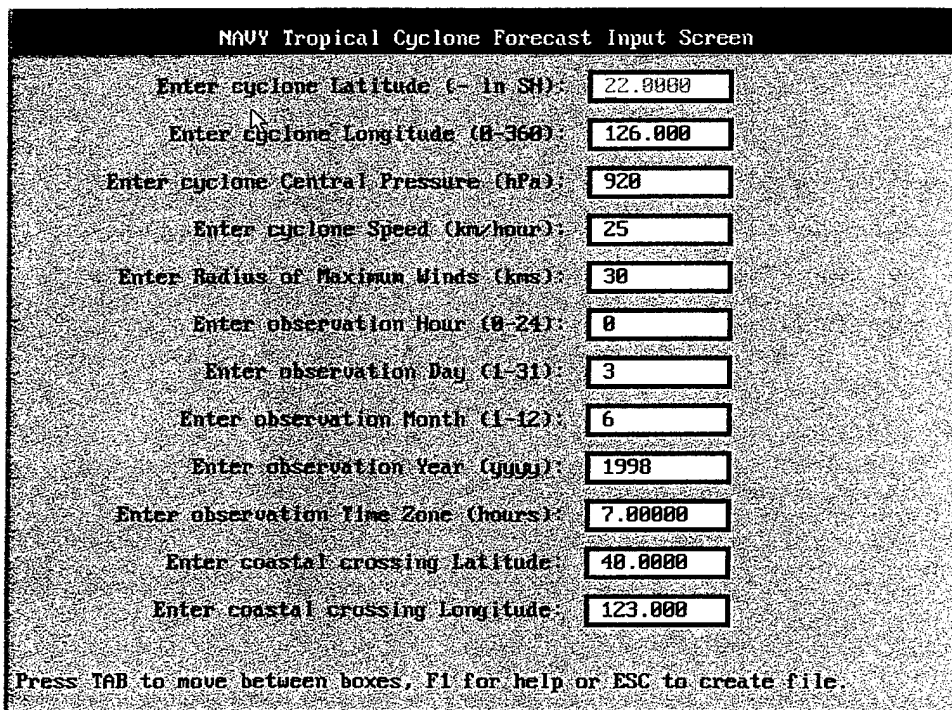 NAVY Tropical Cyclone Forecast Input Screen
Enter cyclone Latitude (- in SH): 22.0000
Enter cyclone Longitude (0-360): 126.000
Enter cyclone Central Pressure (hPa): 920
Enter cyclone Speed (km/hour): 25
Enter Radius of Maximum Winds (kms): 30
Enter observation Hour (0-24): 0
Enter observation Day (1-31): 3
Enter observation Month (1-12): 6
Enter observation Year (yyyy): 1998
Enter observation Time Zone (hours): 7.00000
Enter coastal crossing Latitude: 40.0000
Enter coastal crossing Longitude: 123.000
Press TAB to move between boxes, F1 for help or ESC to create file.